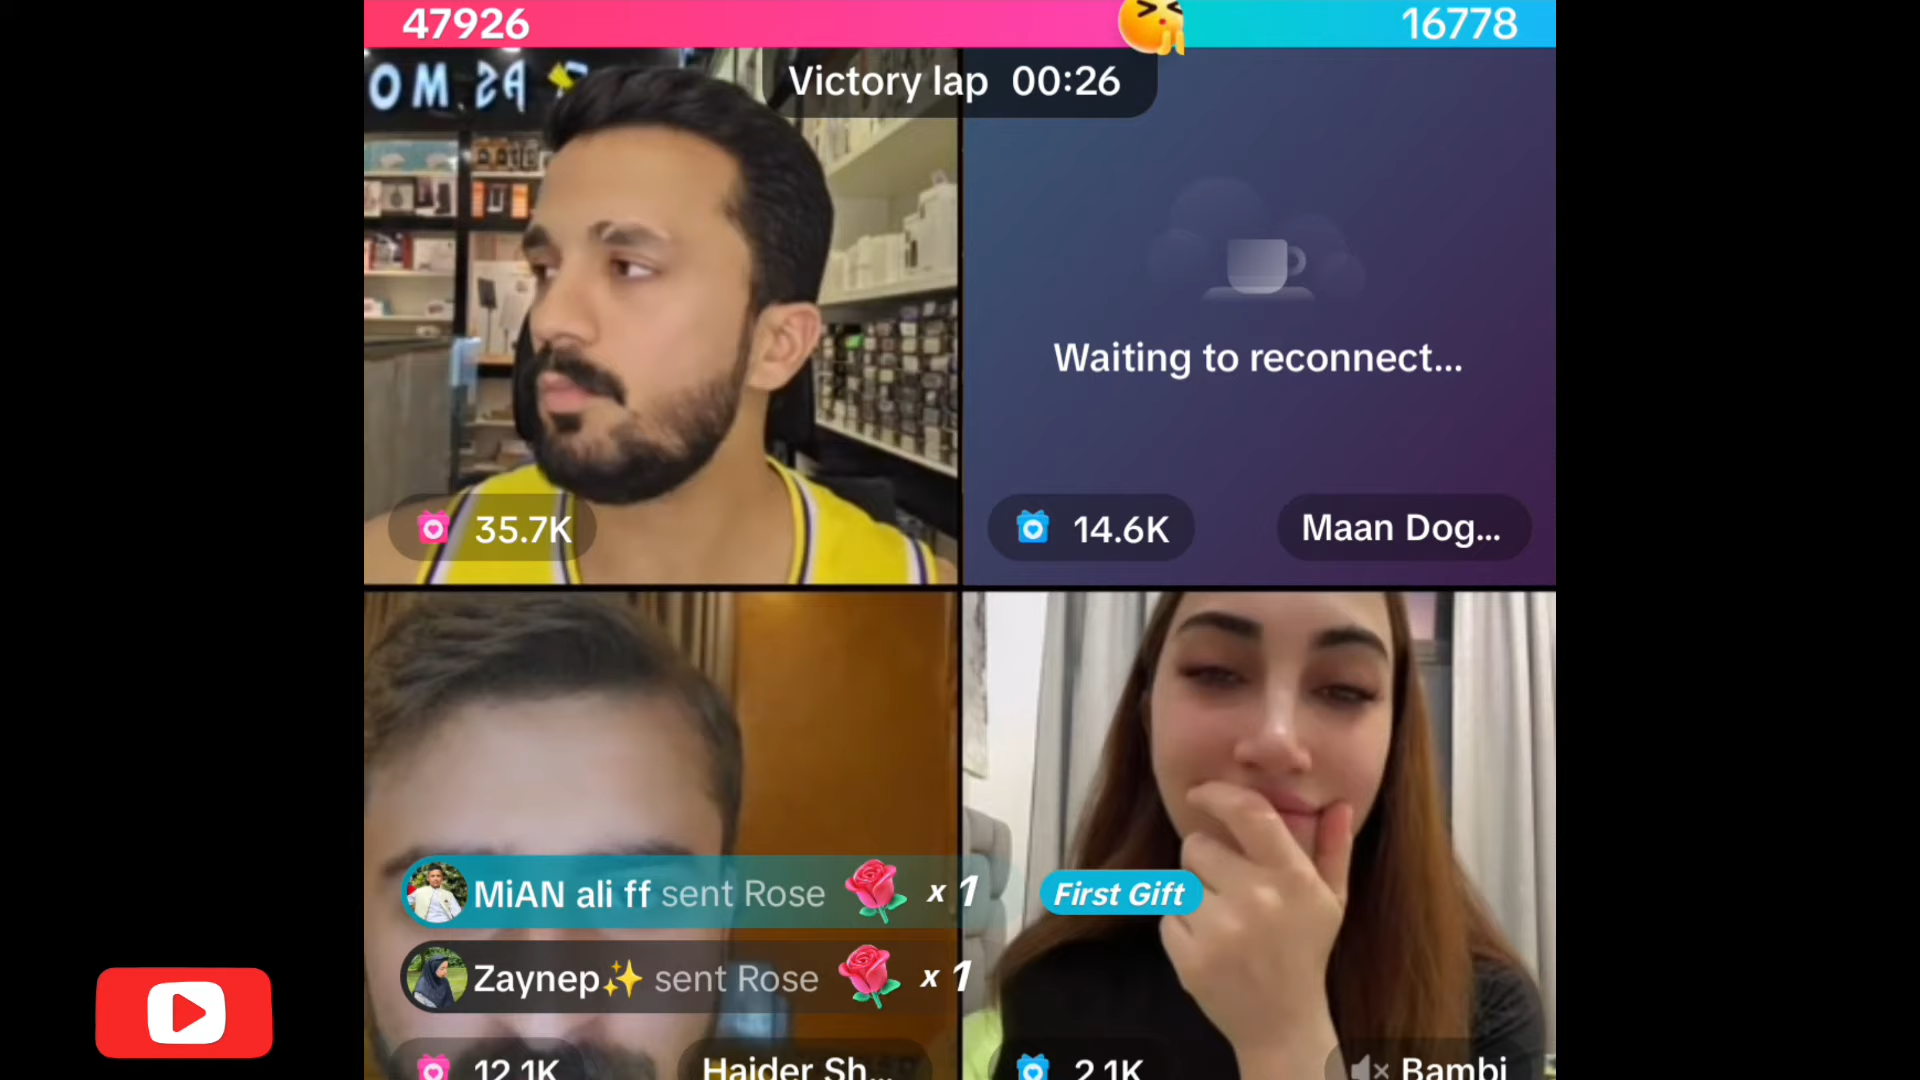 47926
16778
Victory lap 00:26
Waiting to reconnect...
35.7K
14.6K
Maan Dog...
MiAN ali ff sent Rose x 1
First Gift
Zaynep✨ sent Rose x 1
12.1K
Haider Sh...
2.1K
Bambi